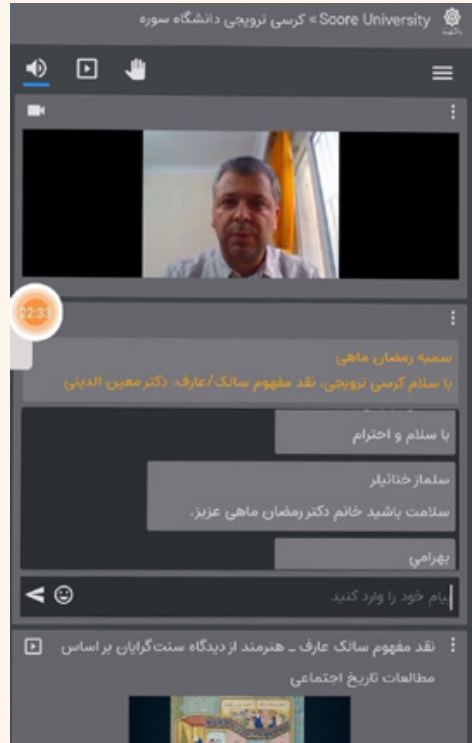 Soore University» کرسی ترویجی دانشگاه سوره
22:33
سمیه رمضان ماهی
با سلام کرسی ترویجی، نقد مفهوم سالک/عارف، دکتر معین الدینی
با سلام و احترام
سلماز ختائیلر
سلامت باشید خانم دکتر رمضان ماهی عزیز.
بهرامي
پیام خود را وارد کنید
نقد مفهوم سالک عارف – هنرمند از دیدگاه سنت‌گرایان بر اساس
مطالعات تاریخ اجتماعی